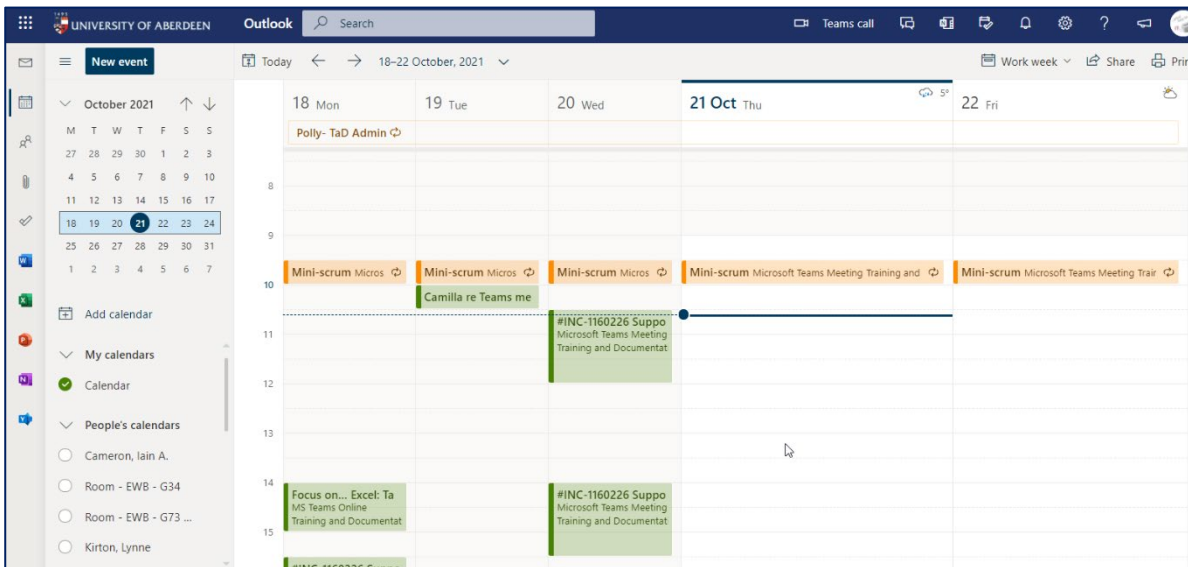 UNIVERSITY OF ABERDEEN
Outlook
Search
Teams call
New event
Today
18–22 October, 2021
Work week
Share
Prin
October 2021
M T W T F S S
27 28 29 30 1 2 3
4 5 6 7 8 9 10
11 12 13 14 15 16 17
18 19 20 21 22 23 24
25 26 27 28 29 30 31
1 2 3 4 5 6 7
Add calendar
My calendars
Calendar
People's calendars
Cameron, Iain A.
Room - EWB - G34
Room - EWB - G73 ...
Kirton, Lynne
18 Mon
19 Tue
20 Wed
21 Oct Thu
5°
22 Fri
Polly- TaD Admin
8
9
10
11
12
13
14
15
Mini-scrum Micros
Mini-scrum Micros
Mini-scrum Micros
Mini-scrum Microsoft Teams Meeting Training and
Mini-scrum Microsoft Teams Meeting Trair
Camilla re Teams me
#INC-1160226 Suppo
Microsoft Teams Meeting
Training and Documentat
Focus on... Excel: Ta
MS Teams Online
Training and Documentat
#INC-1160226 Suppo
Microsoft Teams Meeting
Training and Documentat
#INC-1160226 Suppo